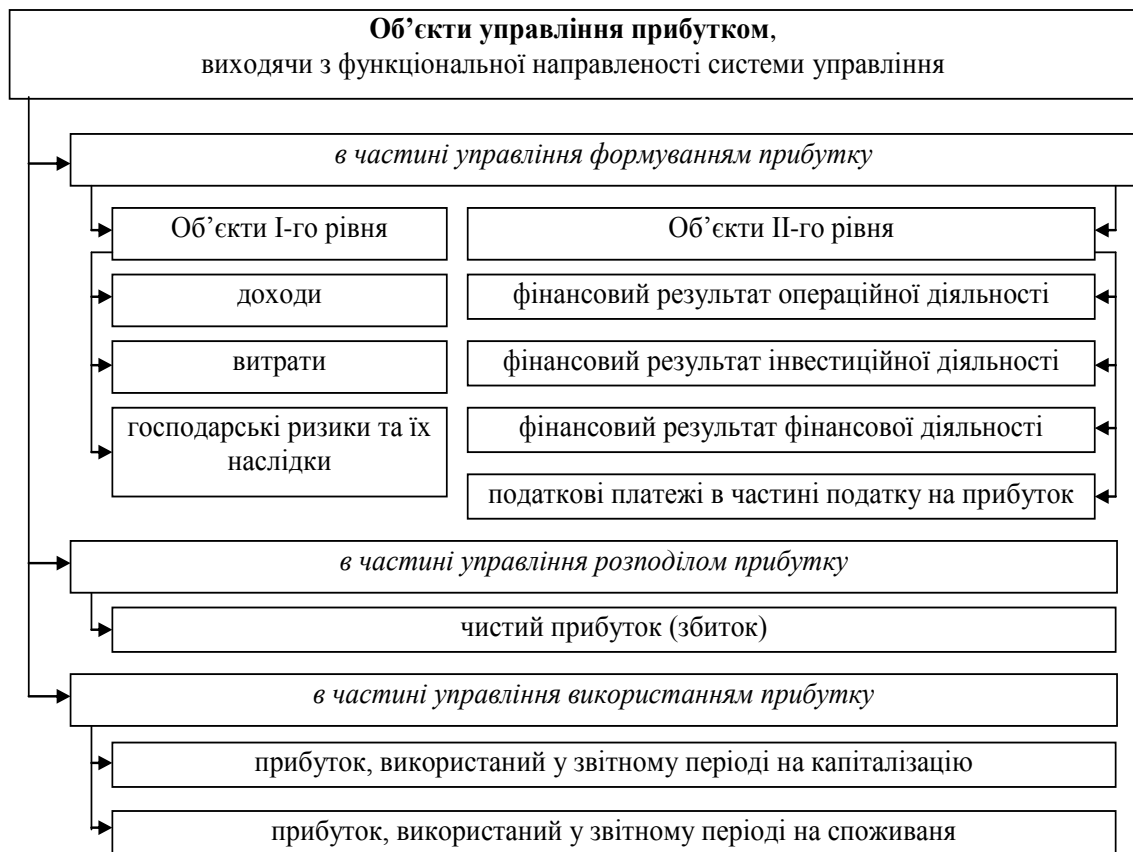 Об’єкти управління прибутком,
виходячи з функціональної направленості системи управління
в частині управління формуванням прибутку
Об’єкти І-го рівня
Об’єкти ІІ-го рівня
доходи
фінансовий результат операційної діяльності
витрати
фінансовий результат інвестиційної діяльності
господарські ризики та їх
наслідки
фінансовий результат фінансової діяльності
податкові платежі в частині податку на прибуток
в частині управління розподілом прибутку
чистий прибуток (збиток)
в частині управління використанням прибутку
прибуток, використаний у звітному періоді на капіталізацію
прибуток, використаний у звітному періоді на споживаня